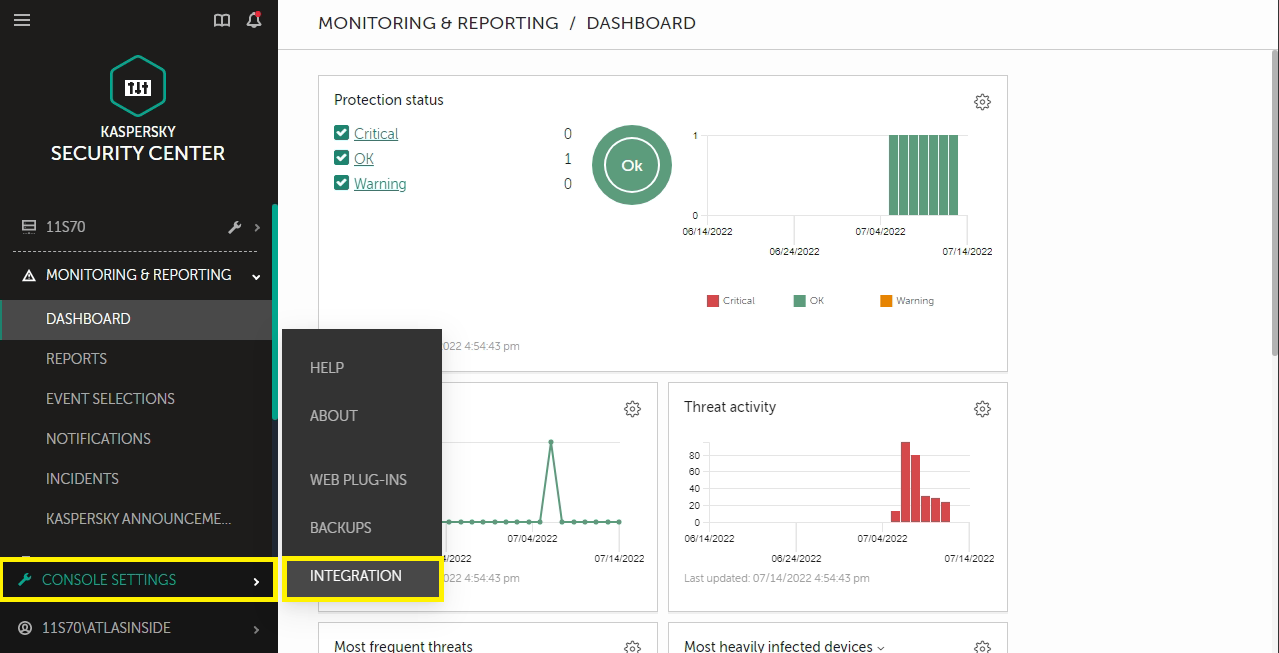 MONITORING & REPORTING / DASHBOARD
KASPERSKY
SECURITY CENTER
11S70
MONITORING & REPORTING
DASHBOARD
REPORTS
EVENT SELECTIONS
NOTIFICATIONS
INCIDENTS
KASPERSKY ANNOUNCEME...
CONSOLE SETTINGS
11S70\ATLASINSIDE
HELP
ABOUT
WEB PLUG-INS
BACKUPS
INTEGRATION
Protection status
Critical 0
OK 1
Warning 0
Ok
1
0
06/14/2022
06/24/2022
07/04/2022
07/14/2022
Critical
OK
Warning
022 4:54:43 pm
07/04/2022
4/2022
07/14/2022
022 4:54:43 pm
Threat activity
80
60
40
20
0
06/14/2022
06/24/2022
07/04/2022
07/14/2022
Last updated: 07/14/2022 4:54:43 pm
Most frequent threats
Most heavily infected devices